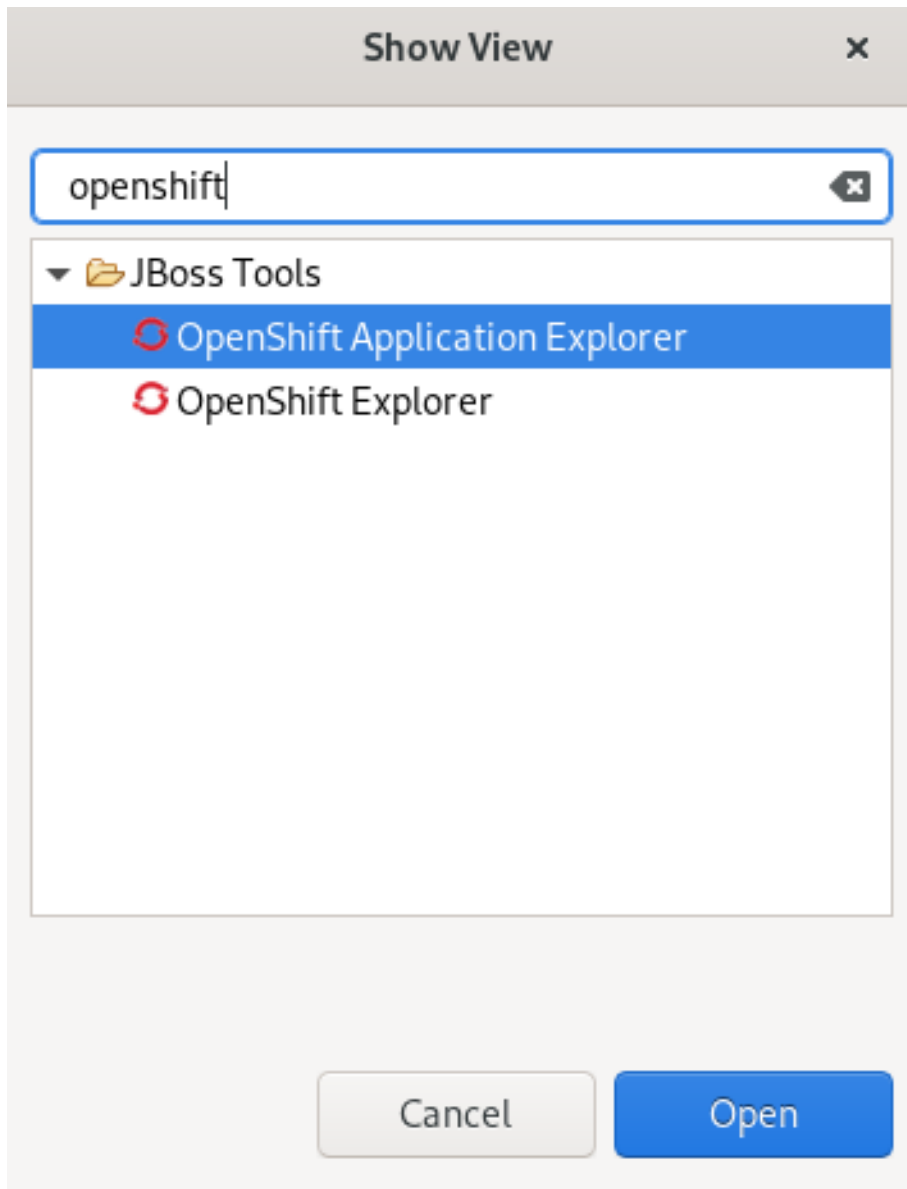 Show View
openshift
JBoss Tools
OpenShift Application Explorer
OpenShift Explorer
Cancel
Open